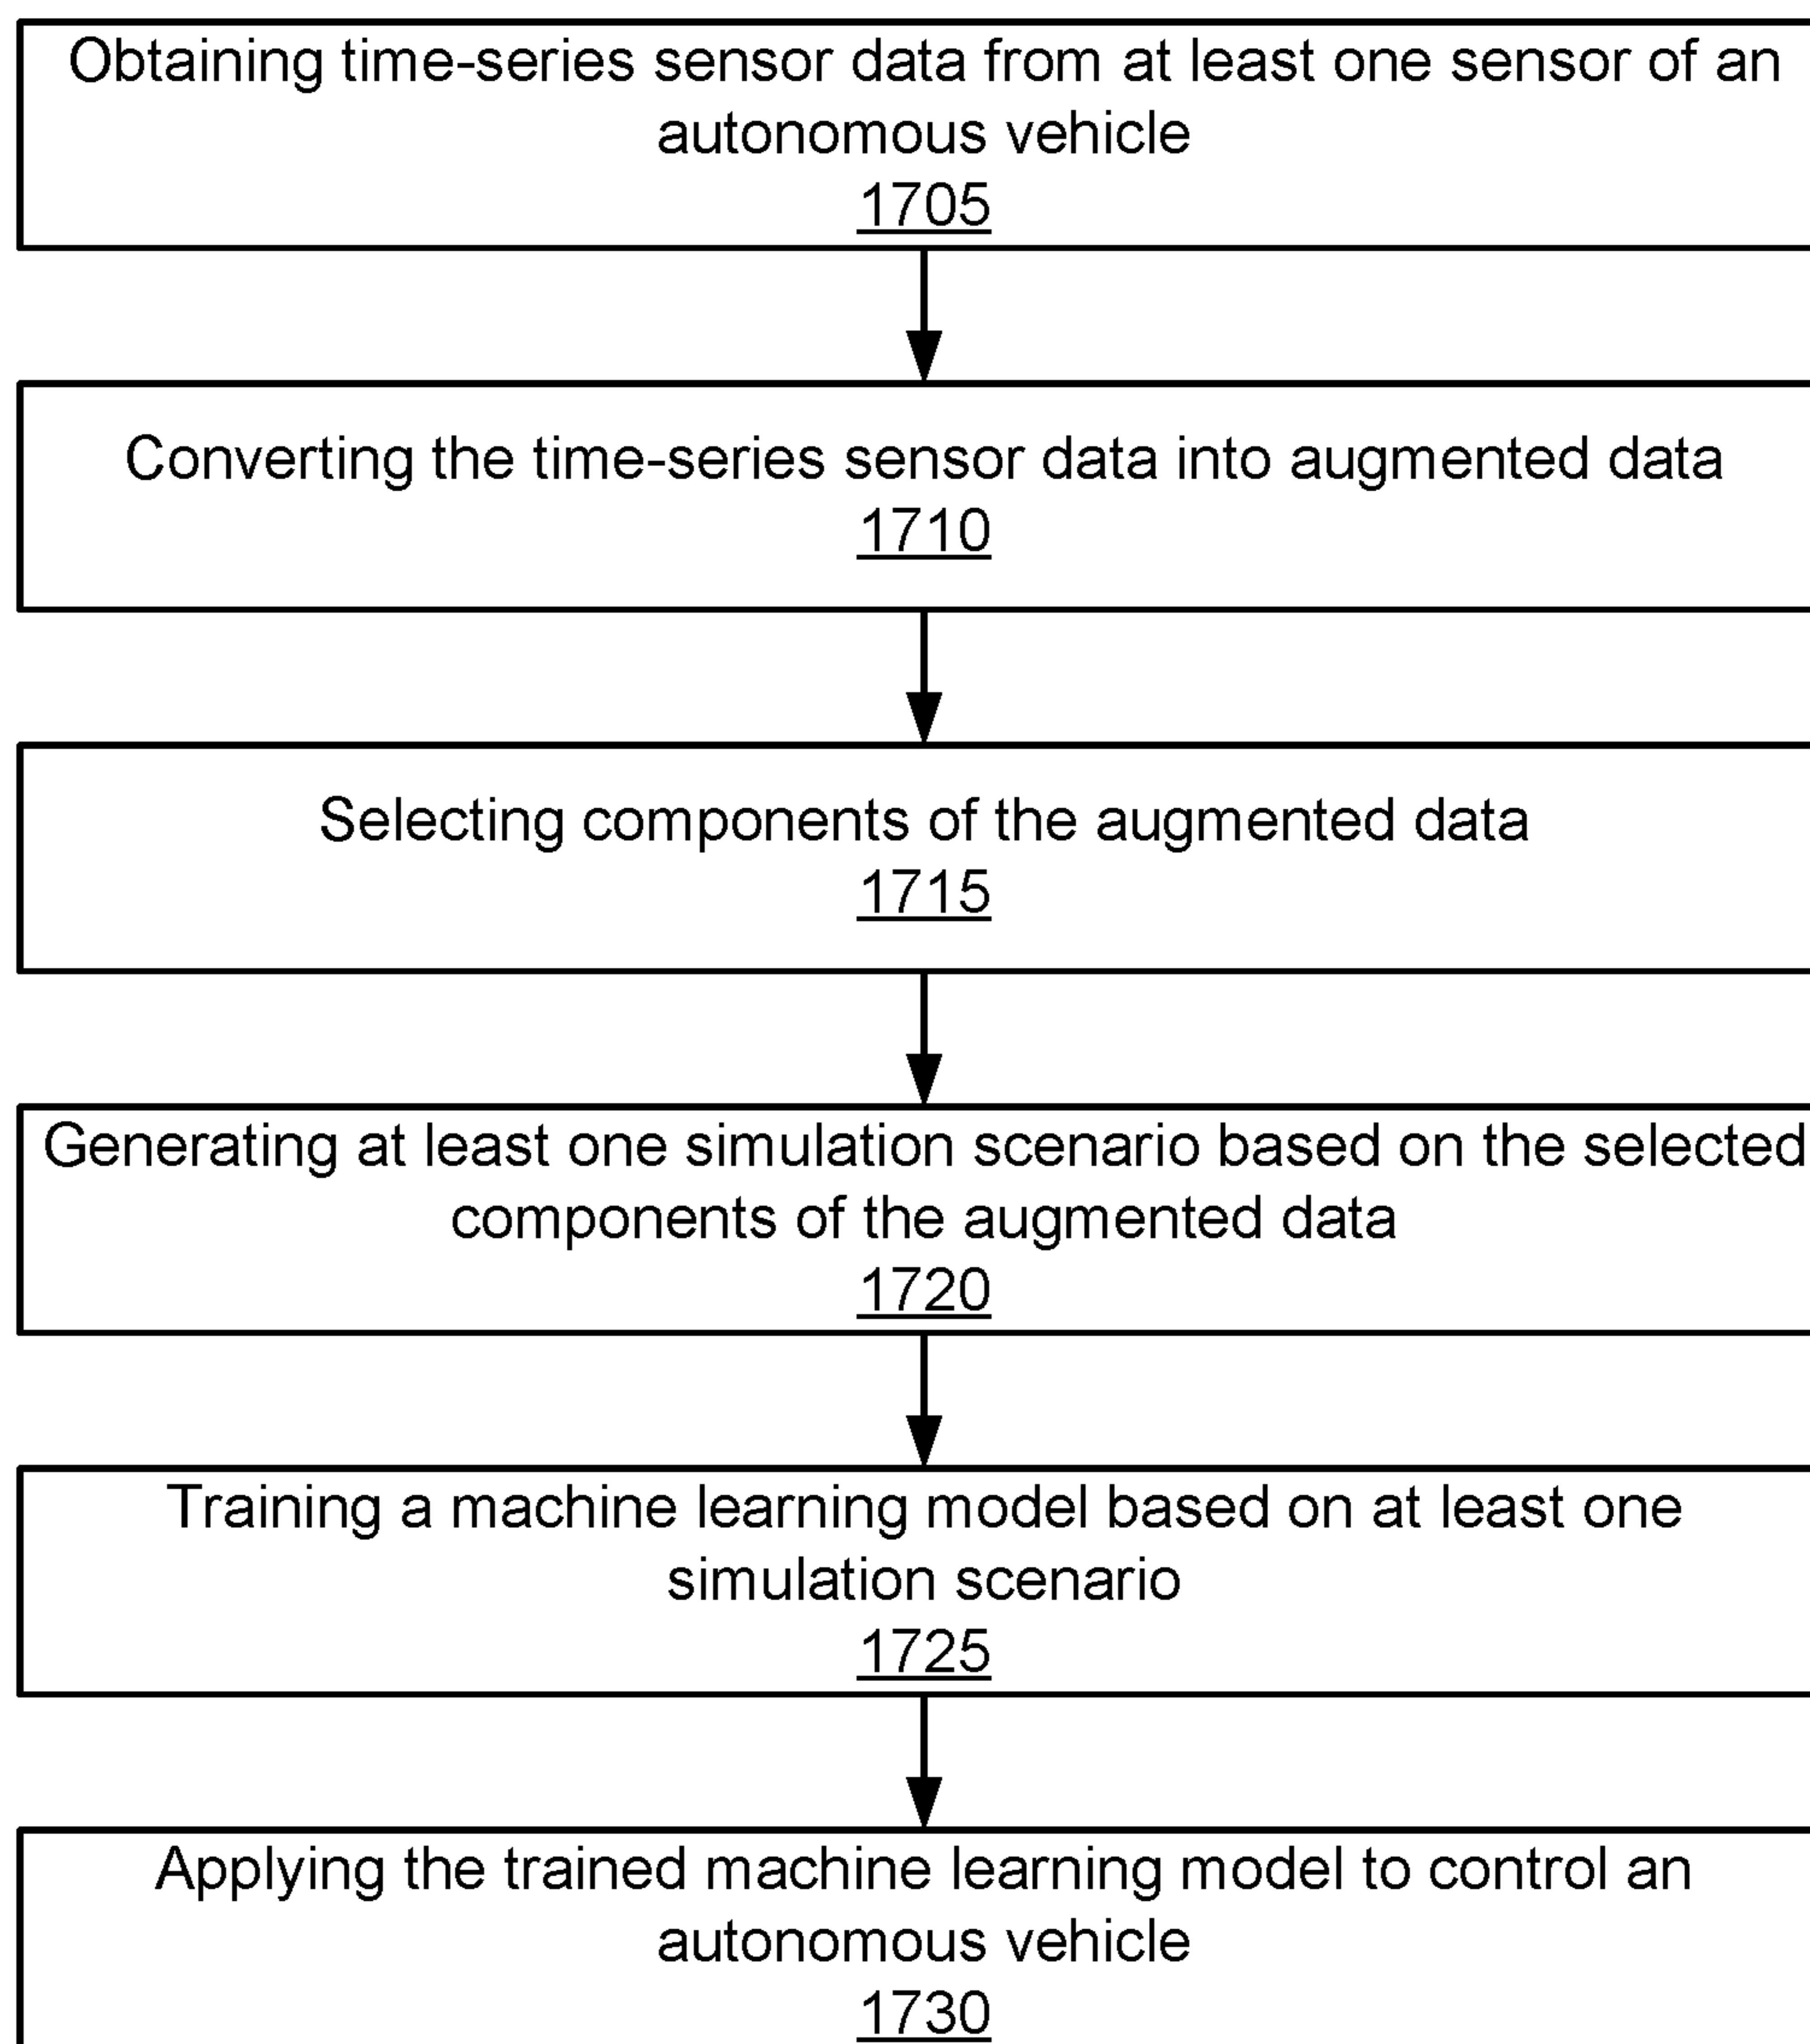 Obtaining time-series sensor data from at least one sensor of an
autonomous vehicle
1705
Converting the time-series sensor data into augmented data
1710
Selecting components of the augmented data
1715
Generating at least one simulation scenario based on the selected
components of the augmented data
1720
Training a machine learning model based on at least one
simulation scenario
1725
Applying the trained machine learning model to control an
autonomous vehicle
1730